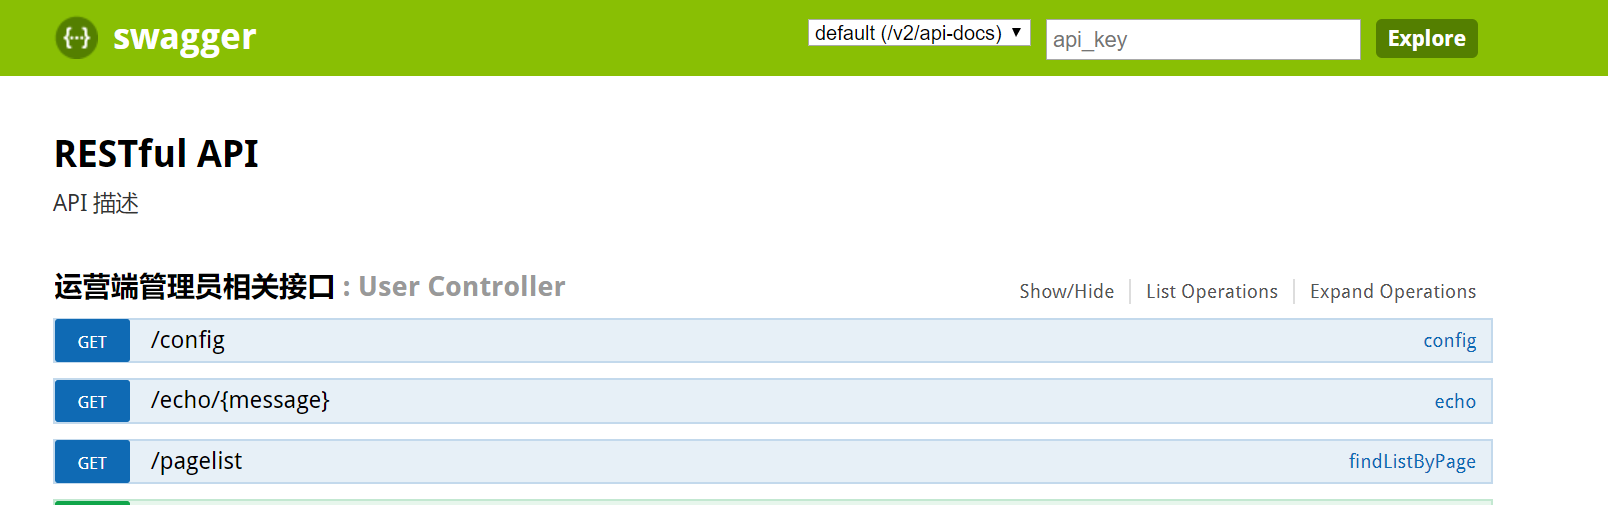 swagger
default (/v2/api-docs)
api_key
Explore
RESTful API
API 描述
运营端管理员相关接口 : User Controller
Show/Hide
List Operations
Expand Operations
GET /config config
GET /echo/{message} echo
GET /pagelist findListByPage